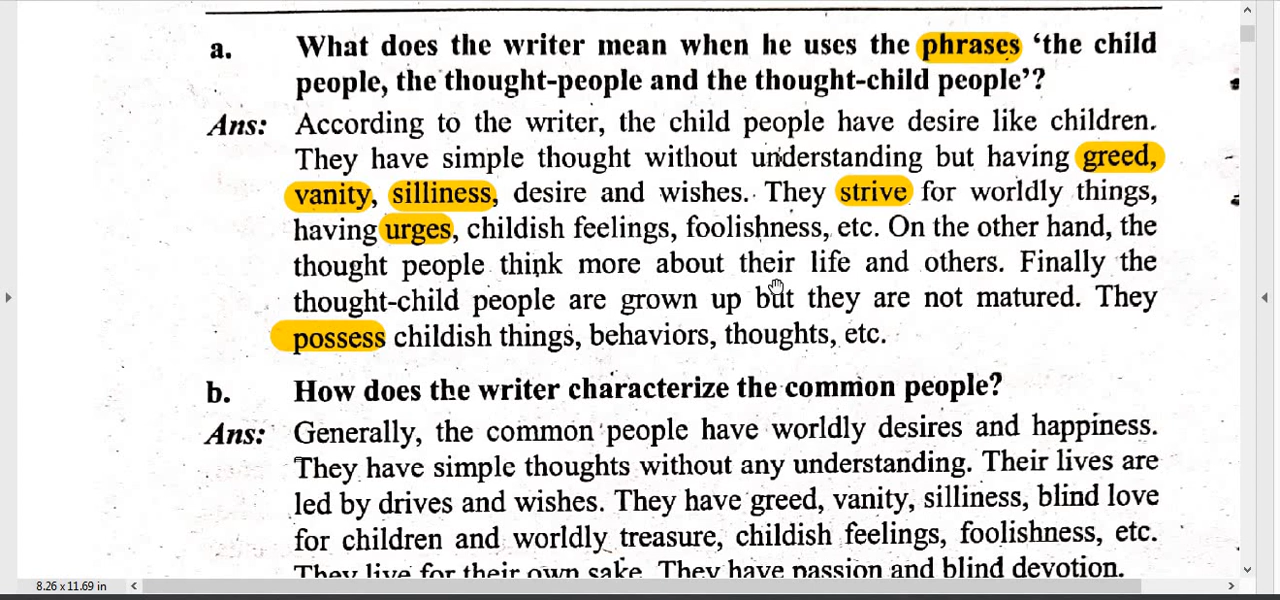 a. What does the writer mean when he uses the phrases ‘the child
people, the thought-people and the thought-child people’?
Ans: According to the writer, the child people have desire like children.
They have simple thought without understanding but having greed,
vanity, silliness, desire and wishes. They strive for worldly things,
having urges, childish feelings, foolishness, etc. On the other hand, the
thought people think more about their life and others. Finally the
thought-child people are grown up but they are not matured. They
possess childish things, behaviors, thoughts, etc.
b. How does the writer characterize the common people?
Ans: Generally, the common people have worldly desires and happiness.
They have simple thoughts without any understanding. Their lives are
led by drives and wishes. They have greed, vanity, silliness, blind love
for children and worldly treasure, childish feelings, foolishness, etc.
They live for their own sake. They have passion and blind devotion.
8.26 x 11.69 in